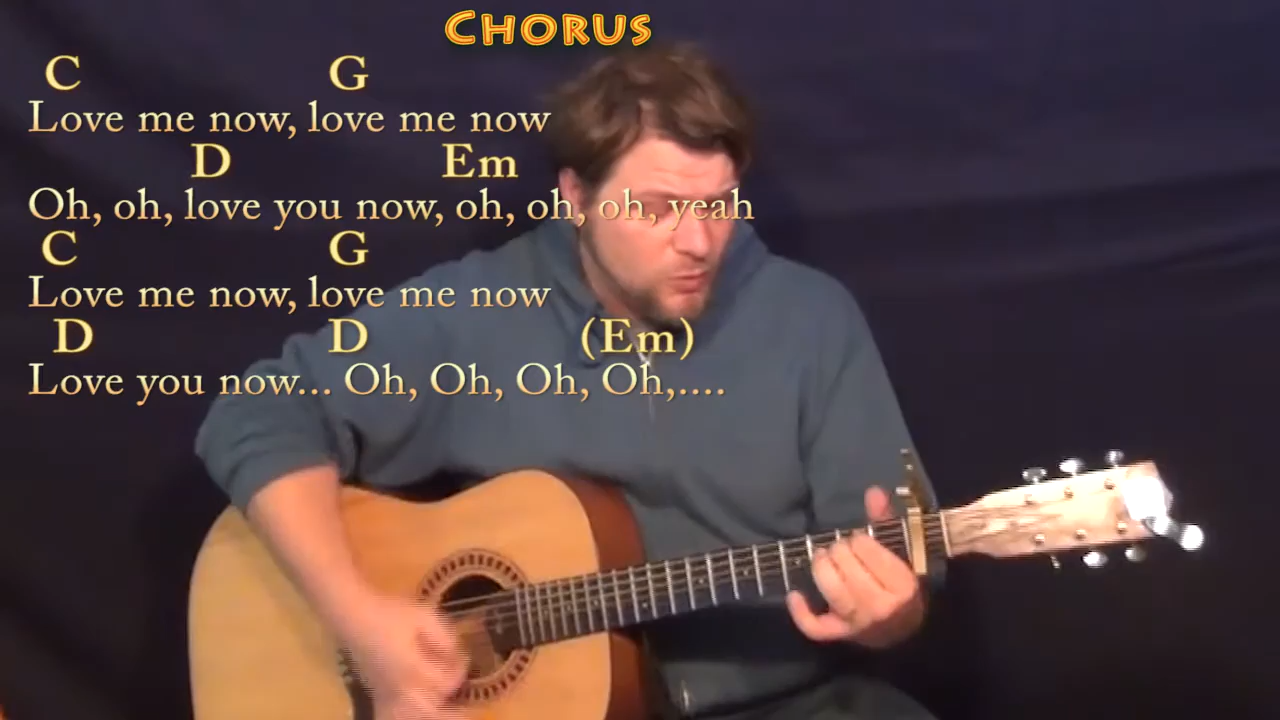 CHORUS
C G
Love me now, love me now
D Em
Oh, oh, love you now, oh, oh, oh, yeah
C G
Love me now, love me now
D D (Em)
Love you now... Oh, Oh, Oh, Oh,....